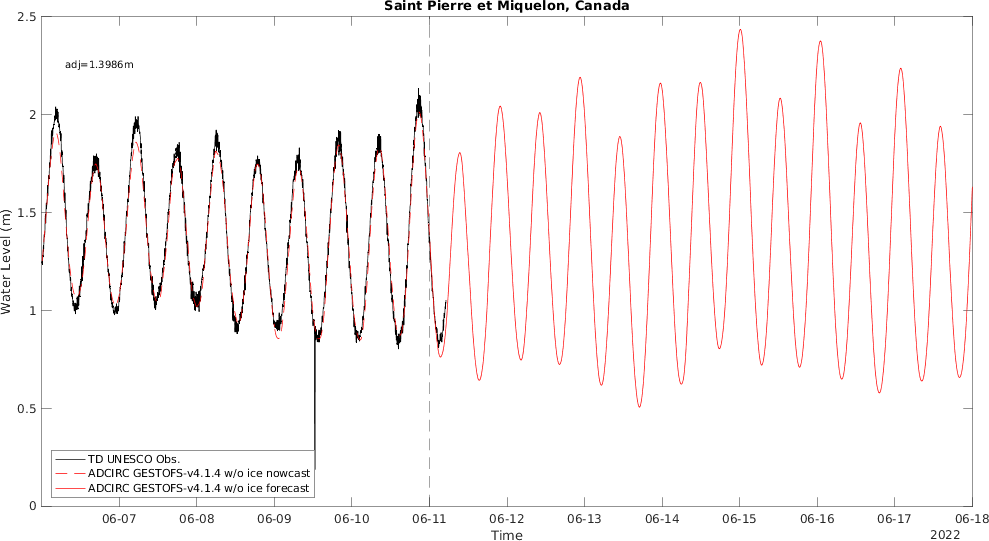 Saint Pierre et Miquelon, Canada
2.5
adj=1.3986m
2
1.5
Water Level (m)
1
0.5
TD UNESCO Obs.
ADCIRC GESTOFS-v4.1.4 w/o ice nowcast
ADCIRC GESTOFS-v4.1.4 w/o ice forecast
0
06-07 06-08 06-09 06-10 06-11 06-12 06-13 06-14 06-15 06-16 06-17 06-18
Time
2022